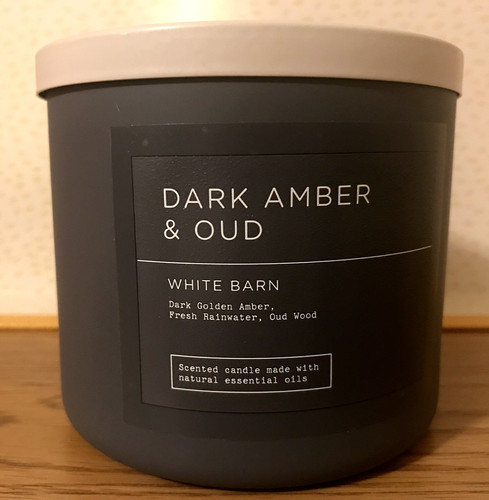 DARK AMBER
& OUD
WHITE BARN
Dark Golden Amber,
Fresh Rainwater, Oud Wood
Scented candle made with
natural essential oils